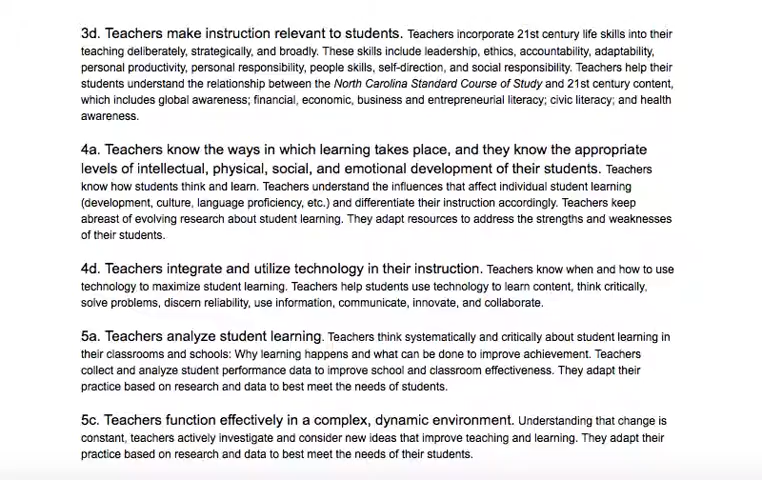 3d. Teachers make instruction relevant to students. Teachers incorporate 21st century life skills into their
teaching deliberately, strategically, and broadly. These skills include leadership, ethics, accountability, adaptability,
personal productivity, personal responsibility, people skills, self-direction, and social responsibility. Teachers help their
students understand the relationship between the North Carolina Standard Course of Study and 21st century content,
which includes global awareness; financial, economic, business and entrepreneurial literacy; civic literacy; and health
awareness.
4a. Teachers know the ways in which learning takes place, and they know the appropriate
levels of intellectual, physical, social, and emotional development of their students. Teachers
know how students think and learn. Teachers understand the influences that affect individual student learning
(development, culture, language proficiency, etc.) and differentiate their instruction accordingly. Teachers keep
abreast of evolving research about student learning. They adapt resources to address the strengths and weaknesses
of their students.
4d. Teachers integrate and utilize technology in their instruction. Teachers know when and how to use
technology to maximize student learning. Teachers help students use technology to learn content, think critically,
solve problems, discern reliability, use information, communicate, innovate, and collaborate.
5a. Teachers analyze student learning. Teachers think systematically and critically about student learning in
their classrooms and schools: Why learning happens and what can be done to improve achievement. Teachers
collect and analyze student performance data to improve school and classroom effectiveness. They adapt their
practice based on research and data to best meet the needs of students.
5c. Teachers function effectively in a complex, dynamic environment. Understanding that change is
constant, teachers actively investigate and consider new ideas that improve teaching and learning. They adapt their
practice based on research and data to best meet the needs of their students.